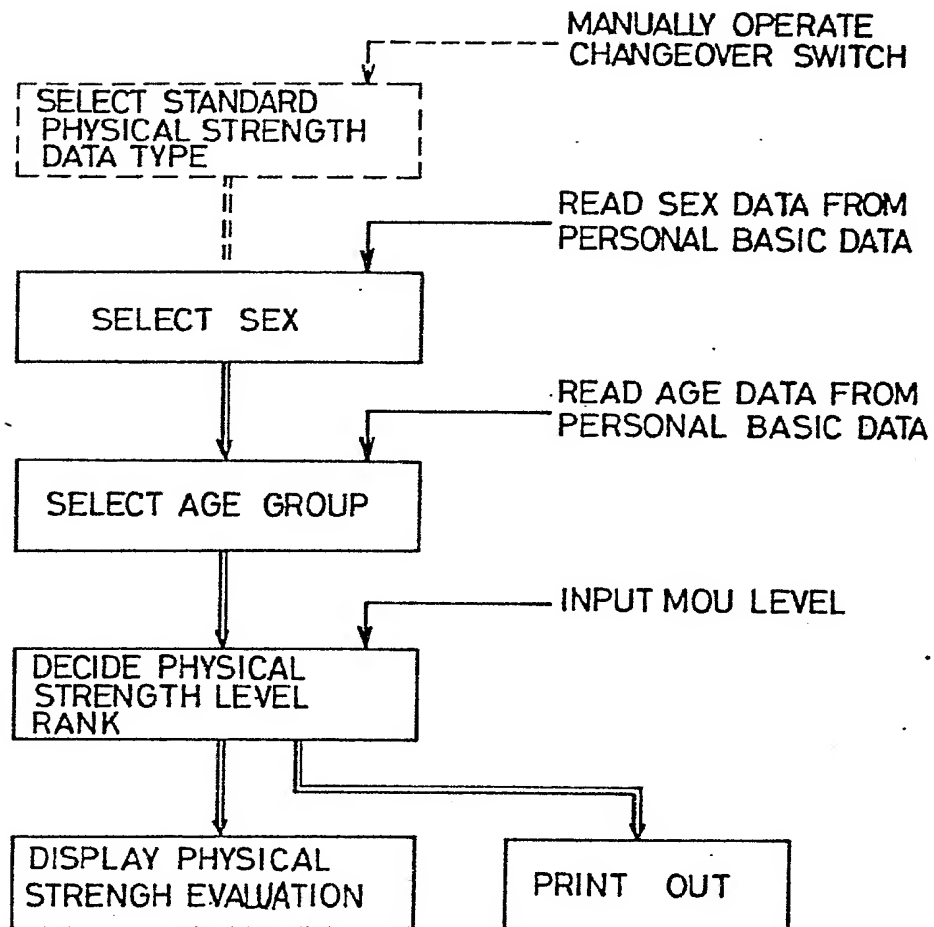 MANUALLY OPERATE
CHANGEOVER SWITCH
SELECT STANDARD
PHYSICAL STRENGTH
DATA TYPE
READ SEX DATA FROM
PERSONAL BASIC DATA
SELECT SEX
READ AGE DATA FROM
PERSONAL BASIC DATA
SELECT AGE GROUP
INPUT MOU LEVEL
DECIDE PHYSICAL
STRENGTH LEVEL
RANK
DISPLAY PHYSICAL
STRENGH EVALUATION
PRINT OUT